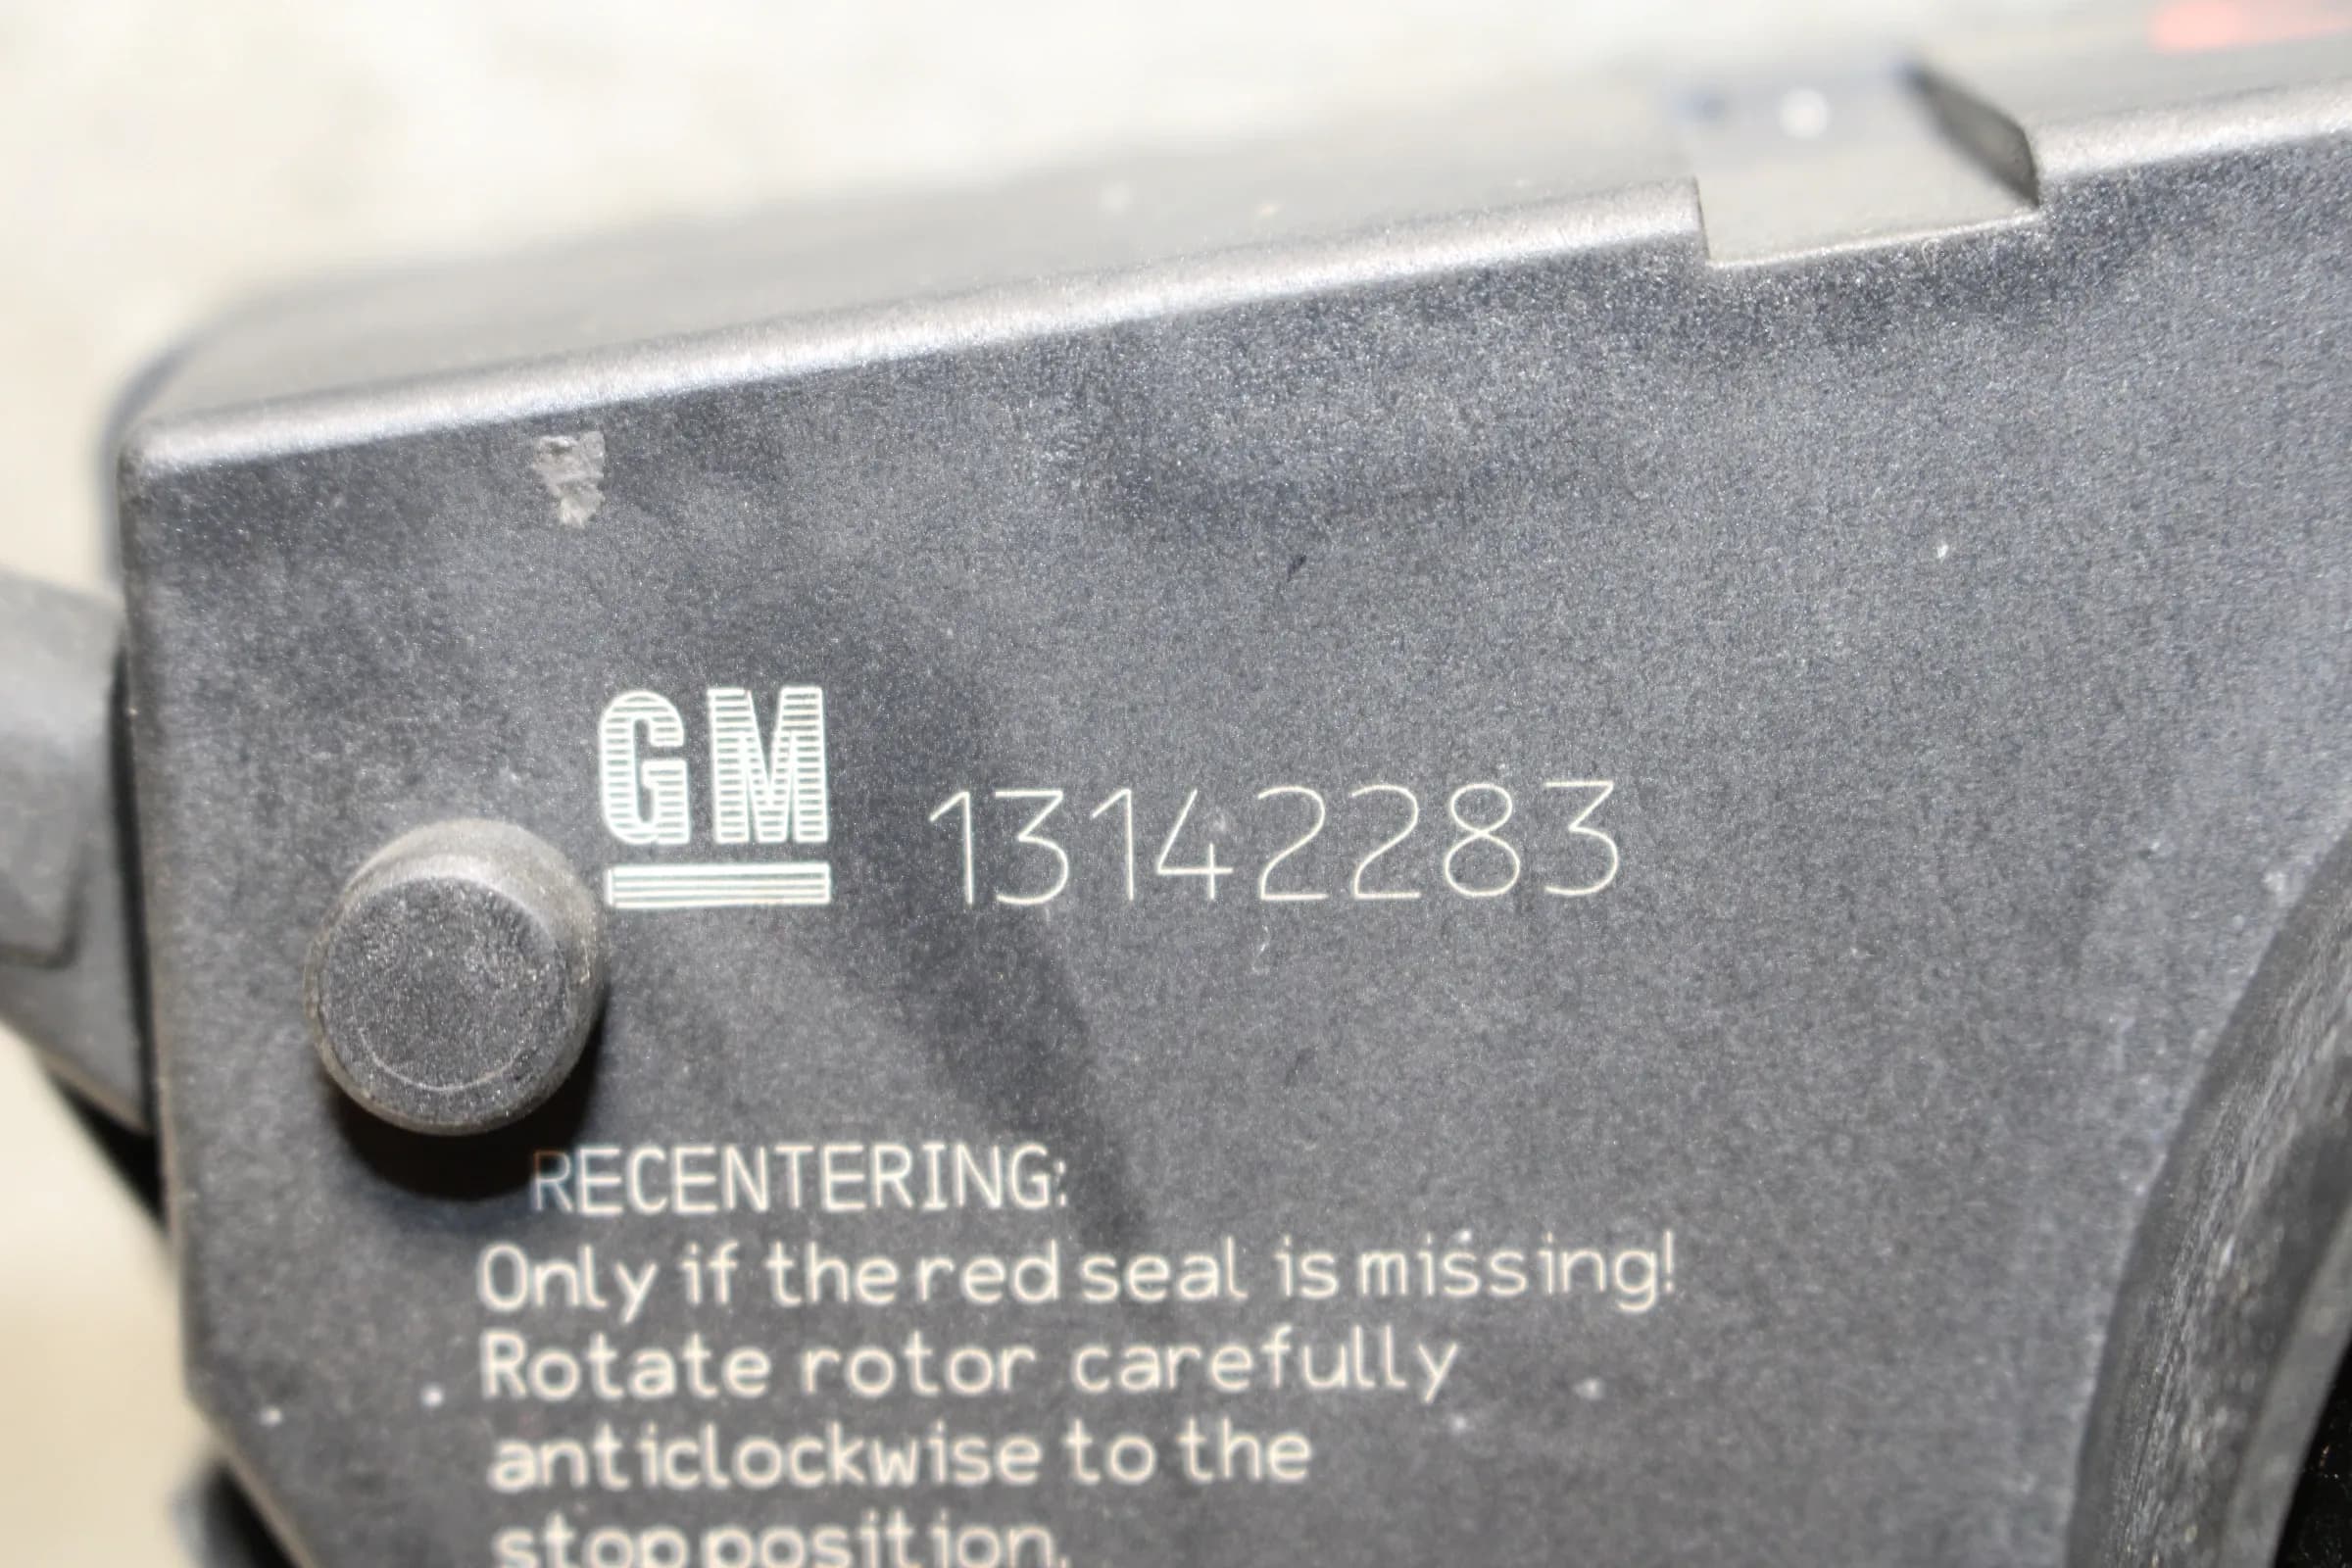 GM 13142283
RECENTERING:
Only if the red seal is missing!
Rotate rotor carefully
anticlockwise to the
stop position.